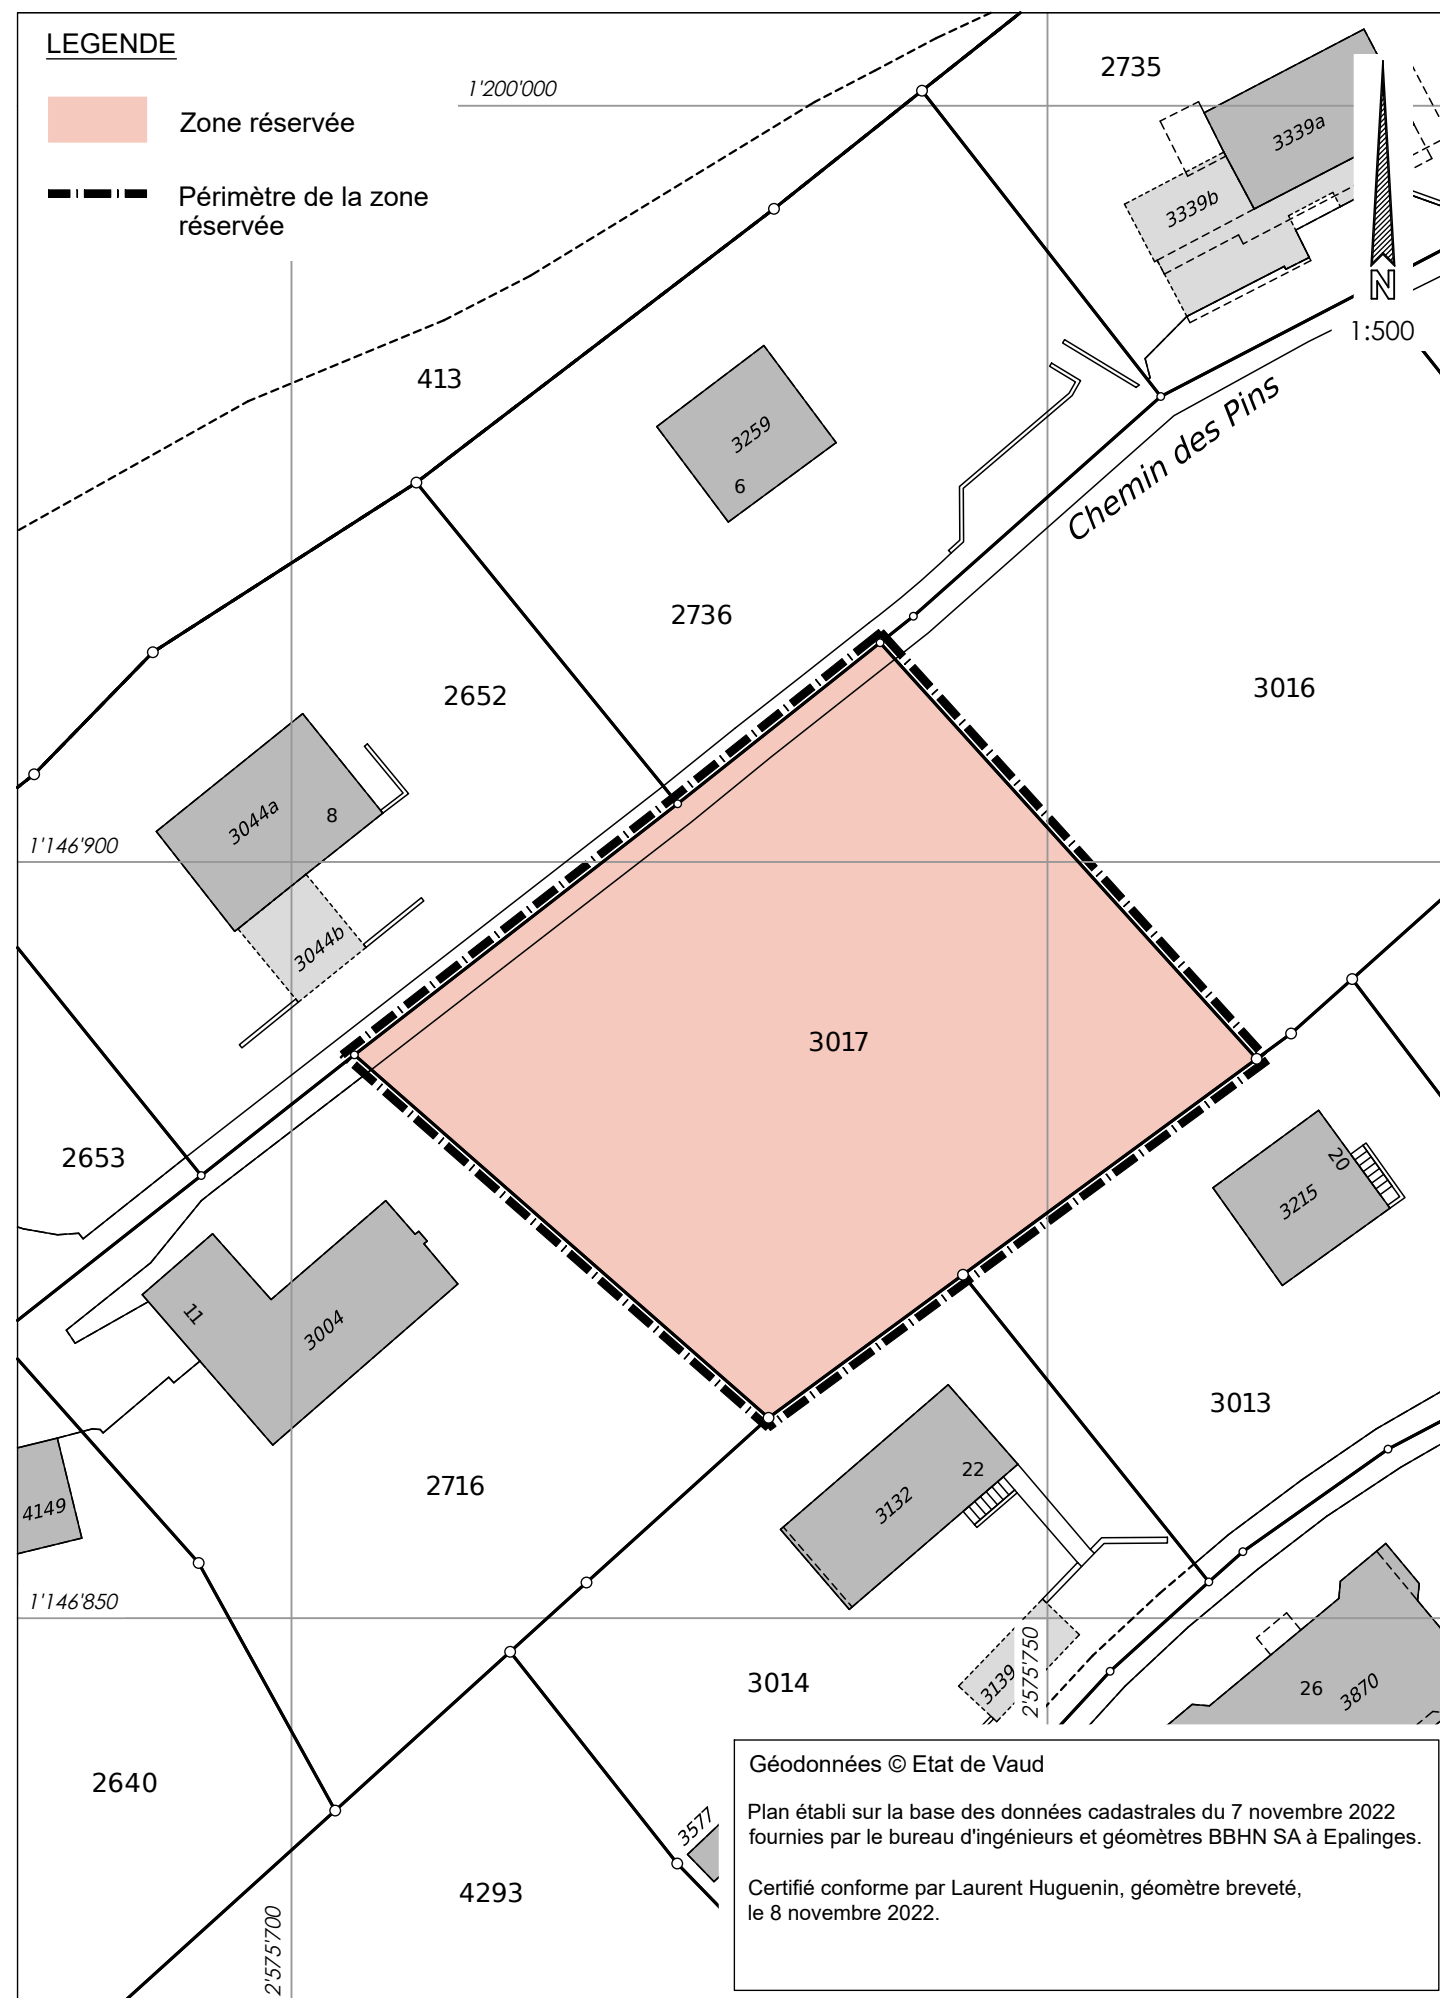 LEGENDE
Zone réservée
Périmètre de la zone
réservée
1'200'000
2735
3339a
3339b
N
1:500
413
3259
6
Chemin des Pins
2736
2652
3016
3044a
8
1'146'900
3044b
3017
2653
20
3215
11
3004
3013
2716
22
3132
4149
1'146'850
3014
3139
2'575'750
26
3870
2640
3577
4293
2'575'700
Géodonnées © Etat de Vaud
Plan établi sur la base des données cadastrales du 7 novembre 2022
fournies par le bureau d'ingénieurs et géomètres BBHN SA à Epalinges.
Certifié conforme par Laurent Huguenin, géomètre breveté,
le 8 novembre 2022.